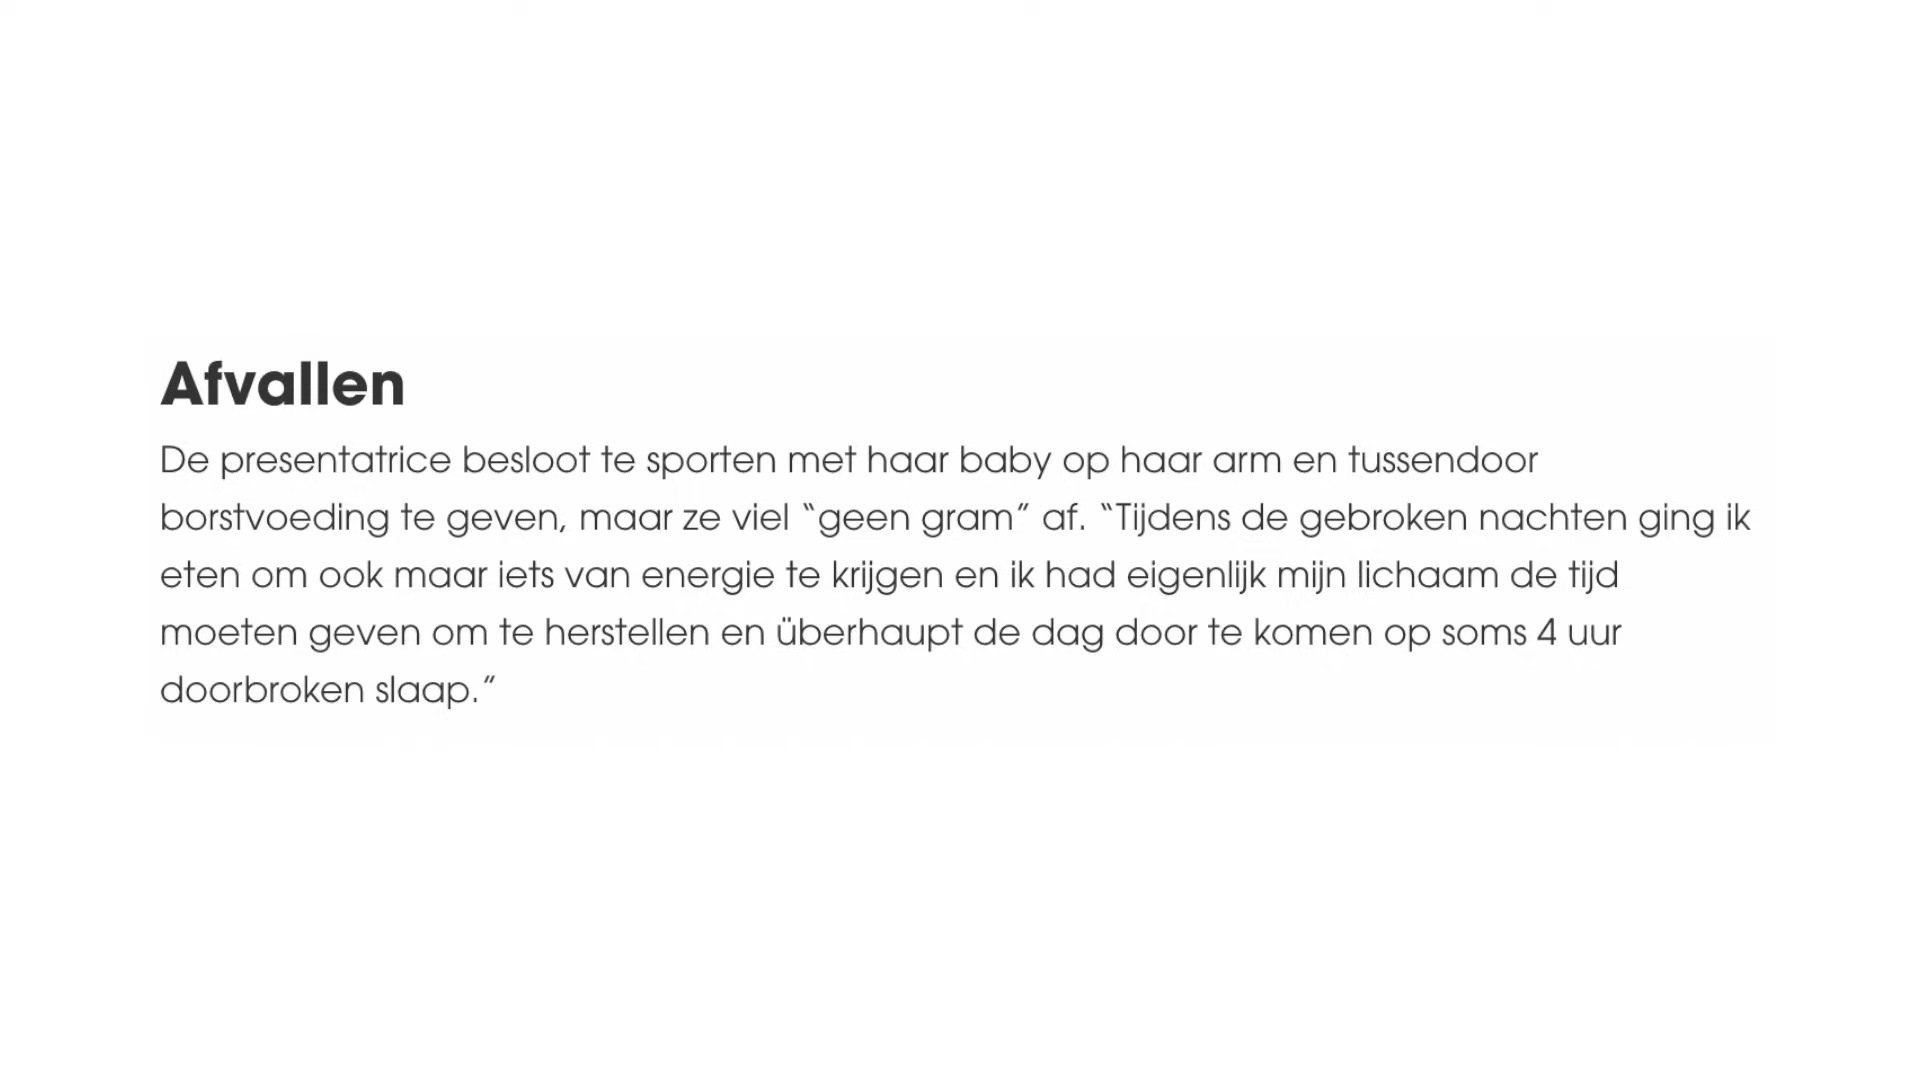 Afvallen
De presentatrice besloot te sporten met haar baby op haar arm en tussendoor
borstvoeding te geven, maar ze viel “geen gram” af. “Tijdens de gebroken nachten ging ik
eten om ook maar iets van energie te krijgen en ik had eigenlijk mijn lichaam de tijd
moeten geven om te herstellen en überhaupt de dag door te komen op soms 4 uur
doorbroken slaap.”